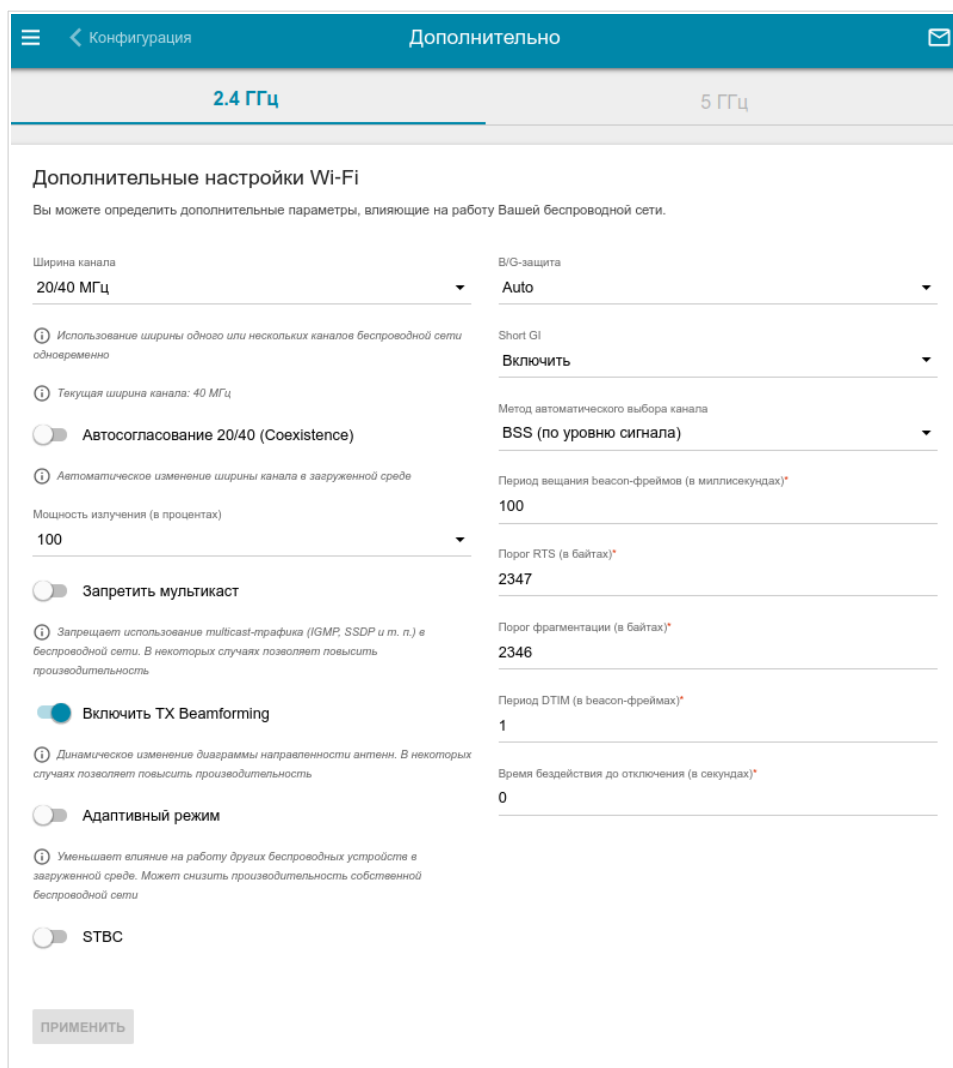 Конфигурация
Дополнительно
2.4 ГГц
5 ГГц
Дополнительные настройки Wi-Fi
Вы можете определить дополнительные параметры, влияющие на работу Вашей беспроводной сети.
Ширина канала
20/40 МГц
Использование ширины одного или нескольких каналов беспроводной сети
одновременно
Текущая ширина канала: 40 МГц
Автосогласование 20/40 (Coexistence)
Автоматическое изменение ширины канала в загруженной среде
Мощность излучения (в процентах)
100
Запретить мультикаст
Запрещает использование multicast-трафика (IGMP, SSDP и т. п.) в
беспроводной сети. В некоторых случаях позволяет повысить
производительность
Включить TX Beamforming
Динамическое изменение диаграммы направленности антенн. В некоторых
случаях позволяет повысить производительность
Адаптивный режим
Уменьшает влияние на работу других беспроводных устройств в
загруженной среде. Может снизить производительность собственной
беспроводной сети
STBC
B/G-защита
Auto
Short GI
Включить
Метод автоматического выбора канала
BSS (по уровню сигнала)
Период вещания beacon-фреймов (в миллисекундах)*
100
Порог RTS (в байтах)*
2347
Порог фрагментации (в байтах)*
2346
Период DTIM (в beacon-фреймах)*
1
Время бездействия до отключения (в секундах)*
0
ПРИМЕНИТЬ